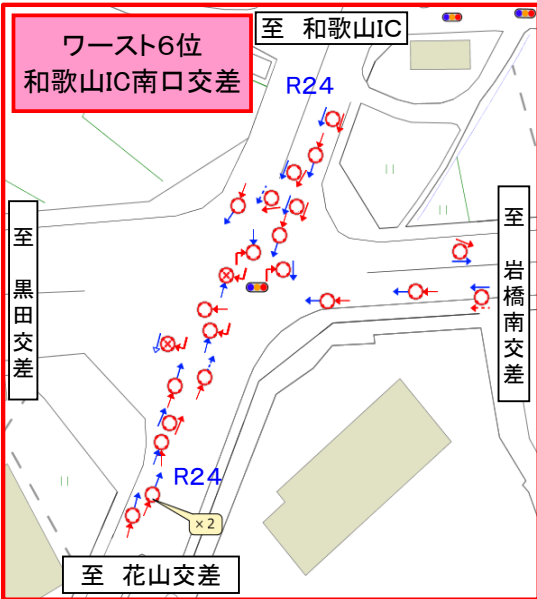 ワースト6位
和歌山IC南口交差
至 和歌山IC
R24
至 黒田交差
至 岩橋南交差
R24
×2
至 花山交差